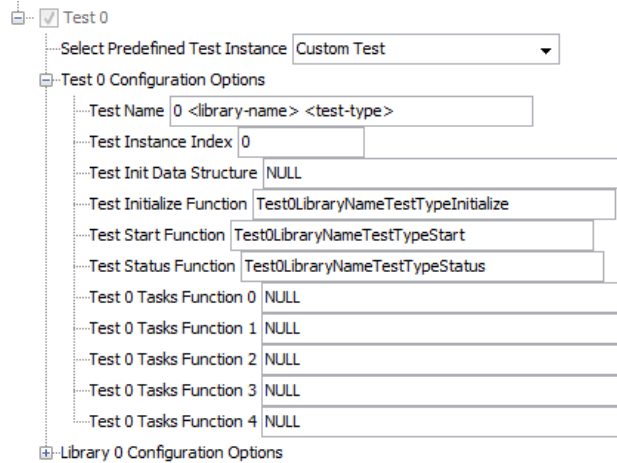 Test 0
Select Predefined Test Instance Custom Test
Test 0 Configuration Options
Test Name 0 <library-name> <test-type>
Test Instance Index 0
Test Init Data Structure NULL
Test Initialize Function Test0LibraryNameTestTypeInitialize
Test Start Function Test0LibraryNameTestTypeStart
Test Status Function Test0LibraryNameTestTypeStatus
Test 0 Tasks Function 0 NULL
Test 0 Tasks Function 1 NULL
Test 0 Tasks Function 2 NULL
Test 0 Tasks Function 3 NULL
Test 0 Tasks Function 4 NULL
Library 0 Configuration Options